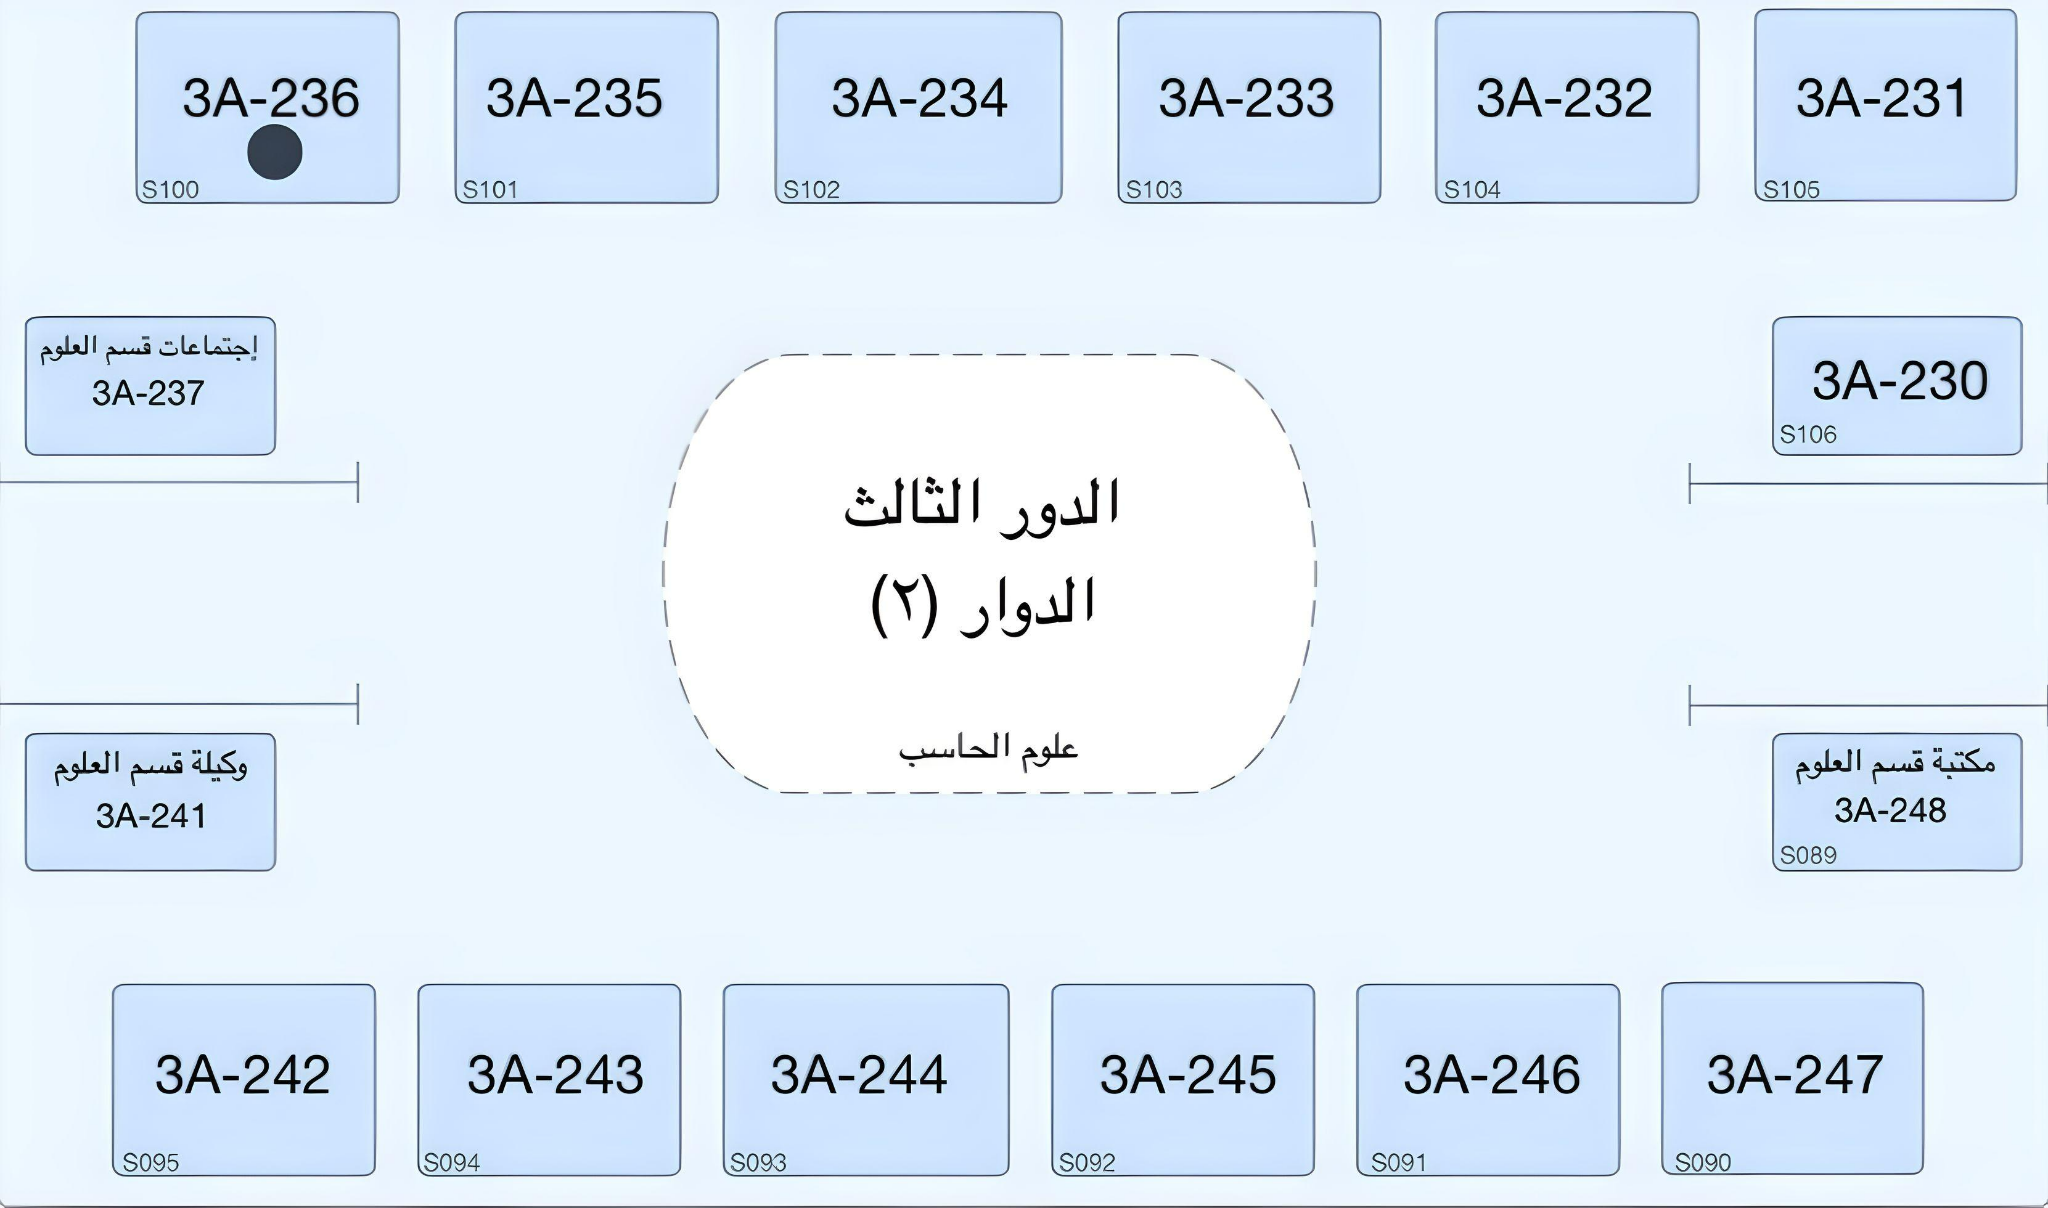 3A-236
S100
3A-235
S101
3A-234
S102
3A-233
S103
3A-232
S104
3A-231
S105
إجتماعات قسم العلوم
3A-237
3A-230
S106
الدور الثالث
الدوار (٢)
علوم الحاسب
وكيلة قسم العلوم
3A-241
مكتبة قسم العلوم
3A-248
S089
3A-242
S095
3A-243
S094
3A-244
S093
3A-245
S092
3A-246
S091
3A-247
S090